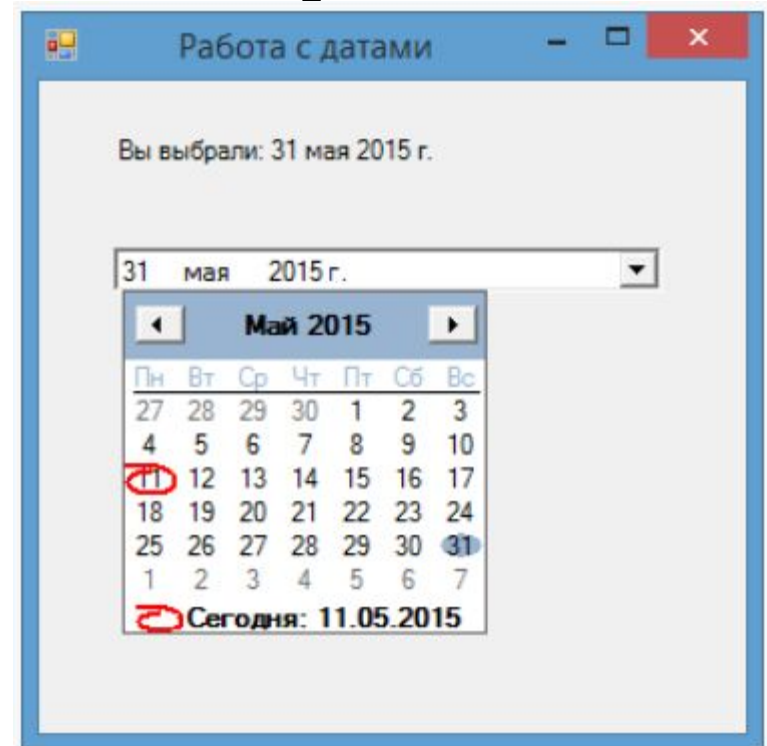 Работа с датами
Вы выбрали: 31 мая 2015 г.
31 мая 2015 г.
Май 2015
Пн Вт Ср Чт Пт Сб Вс
27 28 29 30 1 2 3
4 5 6 7 8 9 10
11 12 13 14 15 16 17
18 19 20 21 22 23 24
25 26 27 28 29 30 31
1 2 3 4 5 6 7
Сегодня: 11.05.2015